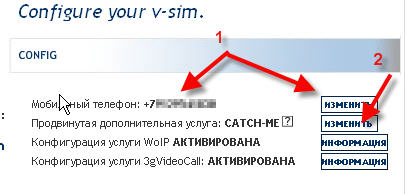 Configure your v-sim.
1
2
CONFIG
Мобильный телефон: +7 ИЗМЕНИТЬ
Продвинутая дополнительная услуга: CATCH-ME ? ИЗМЕНИТЬ
Конфигурация услуги WoIP АКТИВИРОВАНА ИНФОРМАЦИЯ
Конфигурация услуги 3gVideoCall: АКТИВИРОВАНА ИНФОРМАЦИЯ